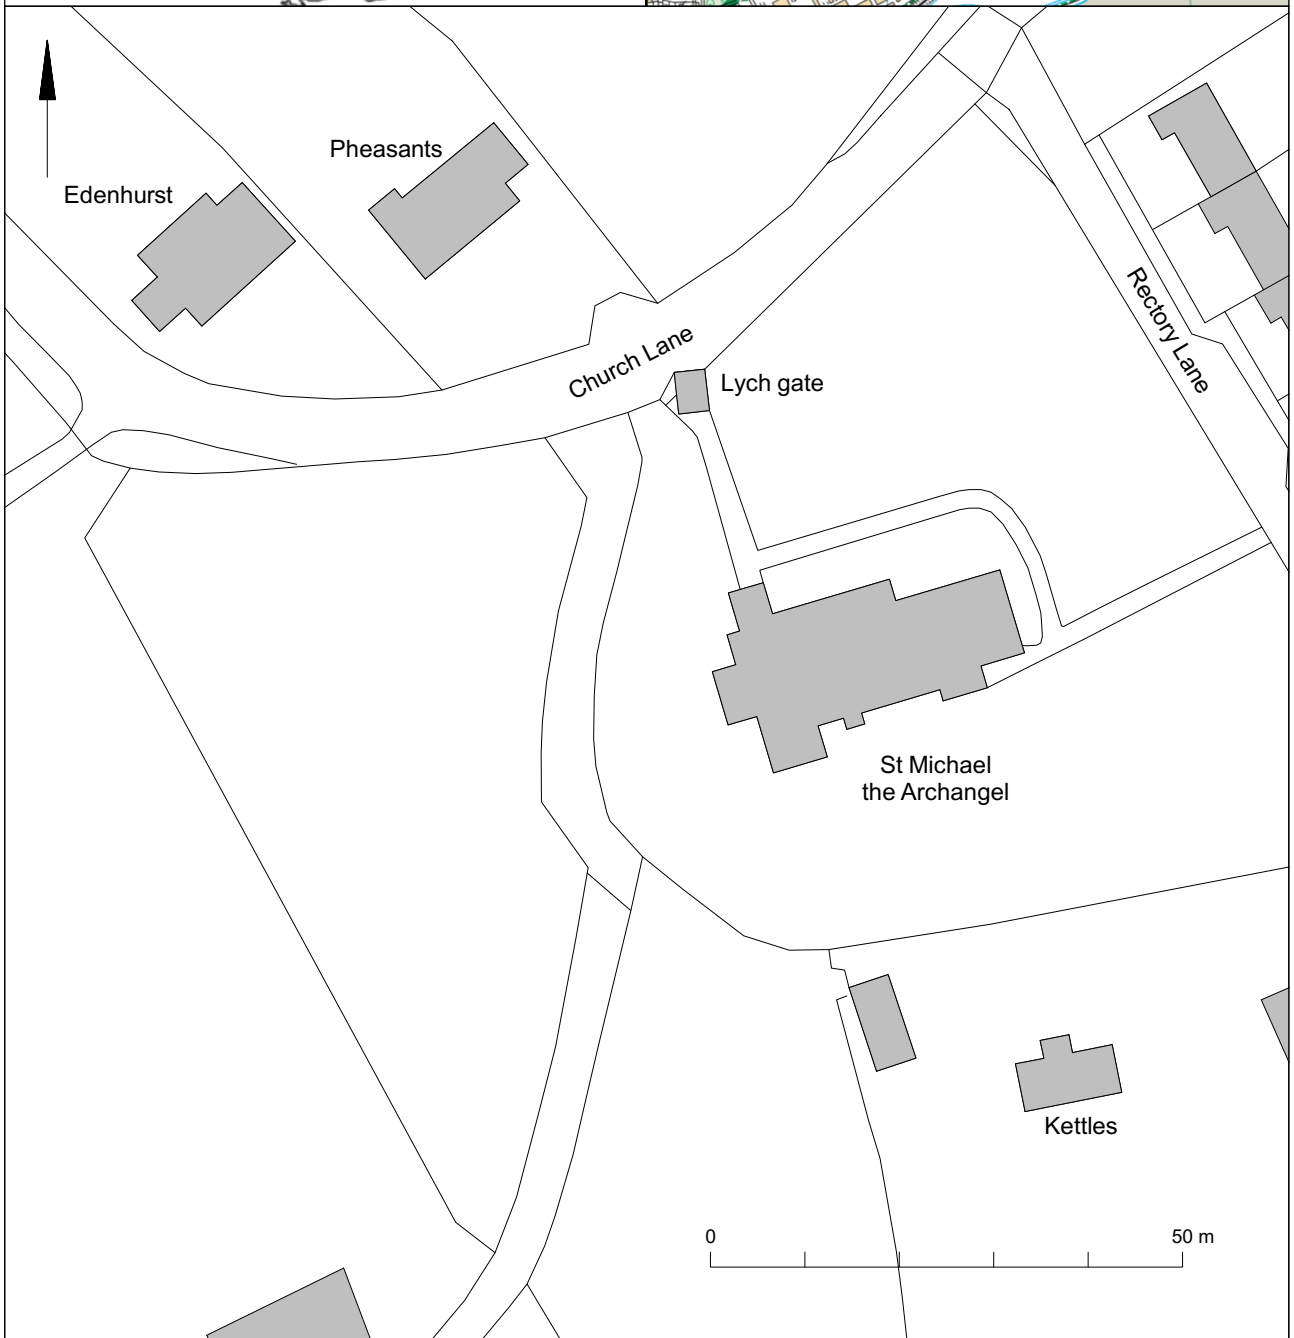 Pheasants
Edenhurst
Rectory Lane
Church Lane
Lych gate
St Michael
the Archangel
Kettles
0 50 m